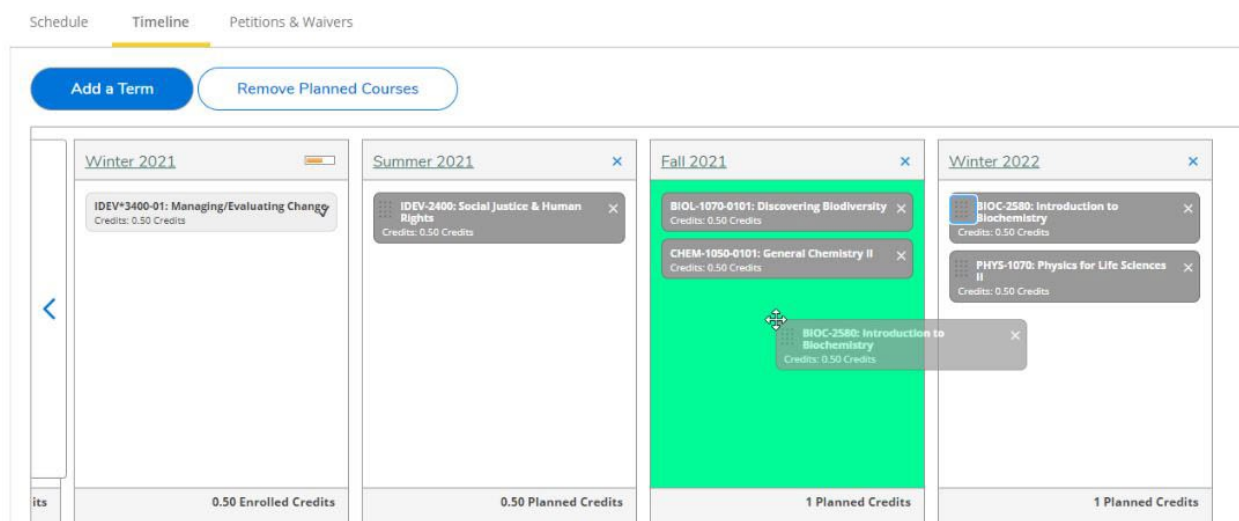 Schedule Timeline Petitions & Waivers
Add a Term Remove Planned Courses
Winter 2021
IDEV*3400-01: Managing/Evaluating Change
Credits: 0.50 Credits
Summer 2021
IDEV-2400: Social Justice & Human
Rights
Credits: 0.50 Credits
Fall 2021
BIOL-1070-0101: Discovering Biodiversity
Credits: 0.50 Credits
CHEM-1050-0101: General Chemistry II
Credits: 0.50 Credits
Winter 2022
BIOC-2580: Introduction to
Biochemistry
Credits: 0.50 Credits
PHYS-1070: Physics for Life Sciences
II
Credits: 0.50 Credits
BIOC-2580: Introduction to
Biochemistry
Credits: 0.50 Credits
its
0.50 Enrolled Credits
0.50 Planned Credits
1 Planned Credits
1 Planned Credits